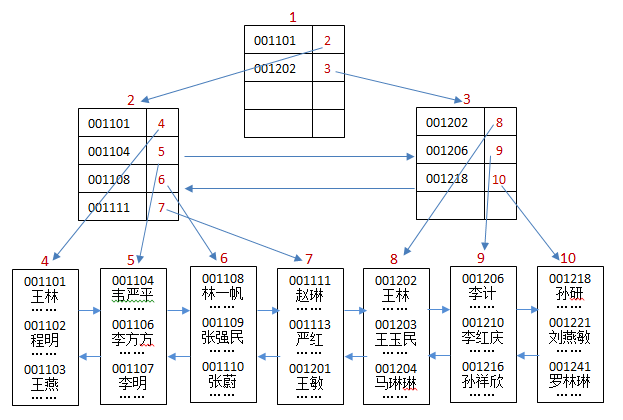 1
001101 2
001202 3
2
001101 4
001104 5
001108 6
001111 7
3
001202 8
001206 9
001218 10
4
001101
王林
……
001102
程明
……
001103
王燕
……
5
001104
韦严平
……
001106
李方方
……
001107
李明
……
6
001108
林一帆
……
001109
张强民
……
001110
张蔚
……
7
001111
赵琳
……
001113
严红
……
001201
王敏
……
8
001202
王林
……
001203
王玉民
……
001204
马琳琳
……
9
001206
李计
……
001210
李红庆
……
001216
孙祥欣
……
10
001218
孙研
……
001221
刘燕敏
……
001241
罗林琳
……